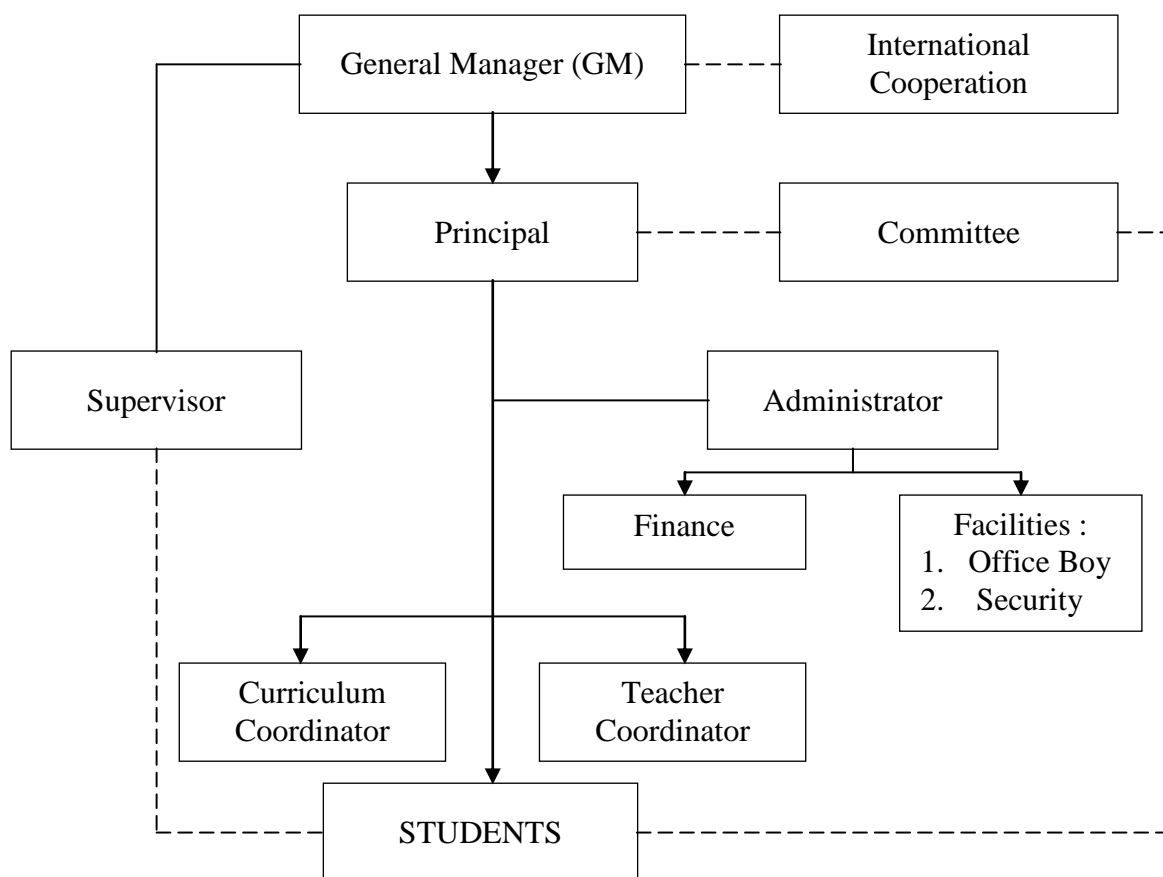 General Manager (GM)
International
Cooperation
Principal
Committee
Supervisor
Administrator
Finance
Facilities :
1. Office Boy
2. Security
Curriculum
Coordinator
Teacher
Coordinator
STUDENTS